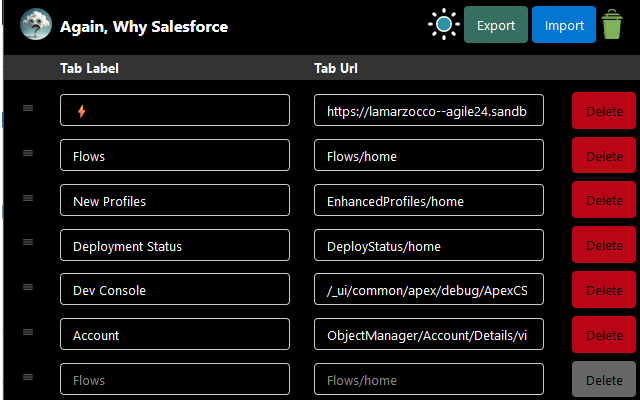 Again, Why Salesforce Export Import
Tab Label Tab Url
https://lamarzocco--agile24.sandb Delete
Flows Flows/home Delete
New Profiles EnhancedProfiles/home Delete
Deployment Status DeployStatus/home Delete
Dev Console /_ui/common/apex/debug/ApexCS Delete
Account ObjectManager/Account/Details/vi Delete
Flows Flows/home Delete